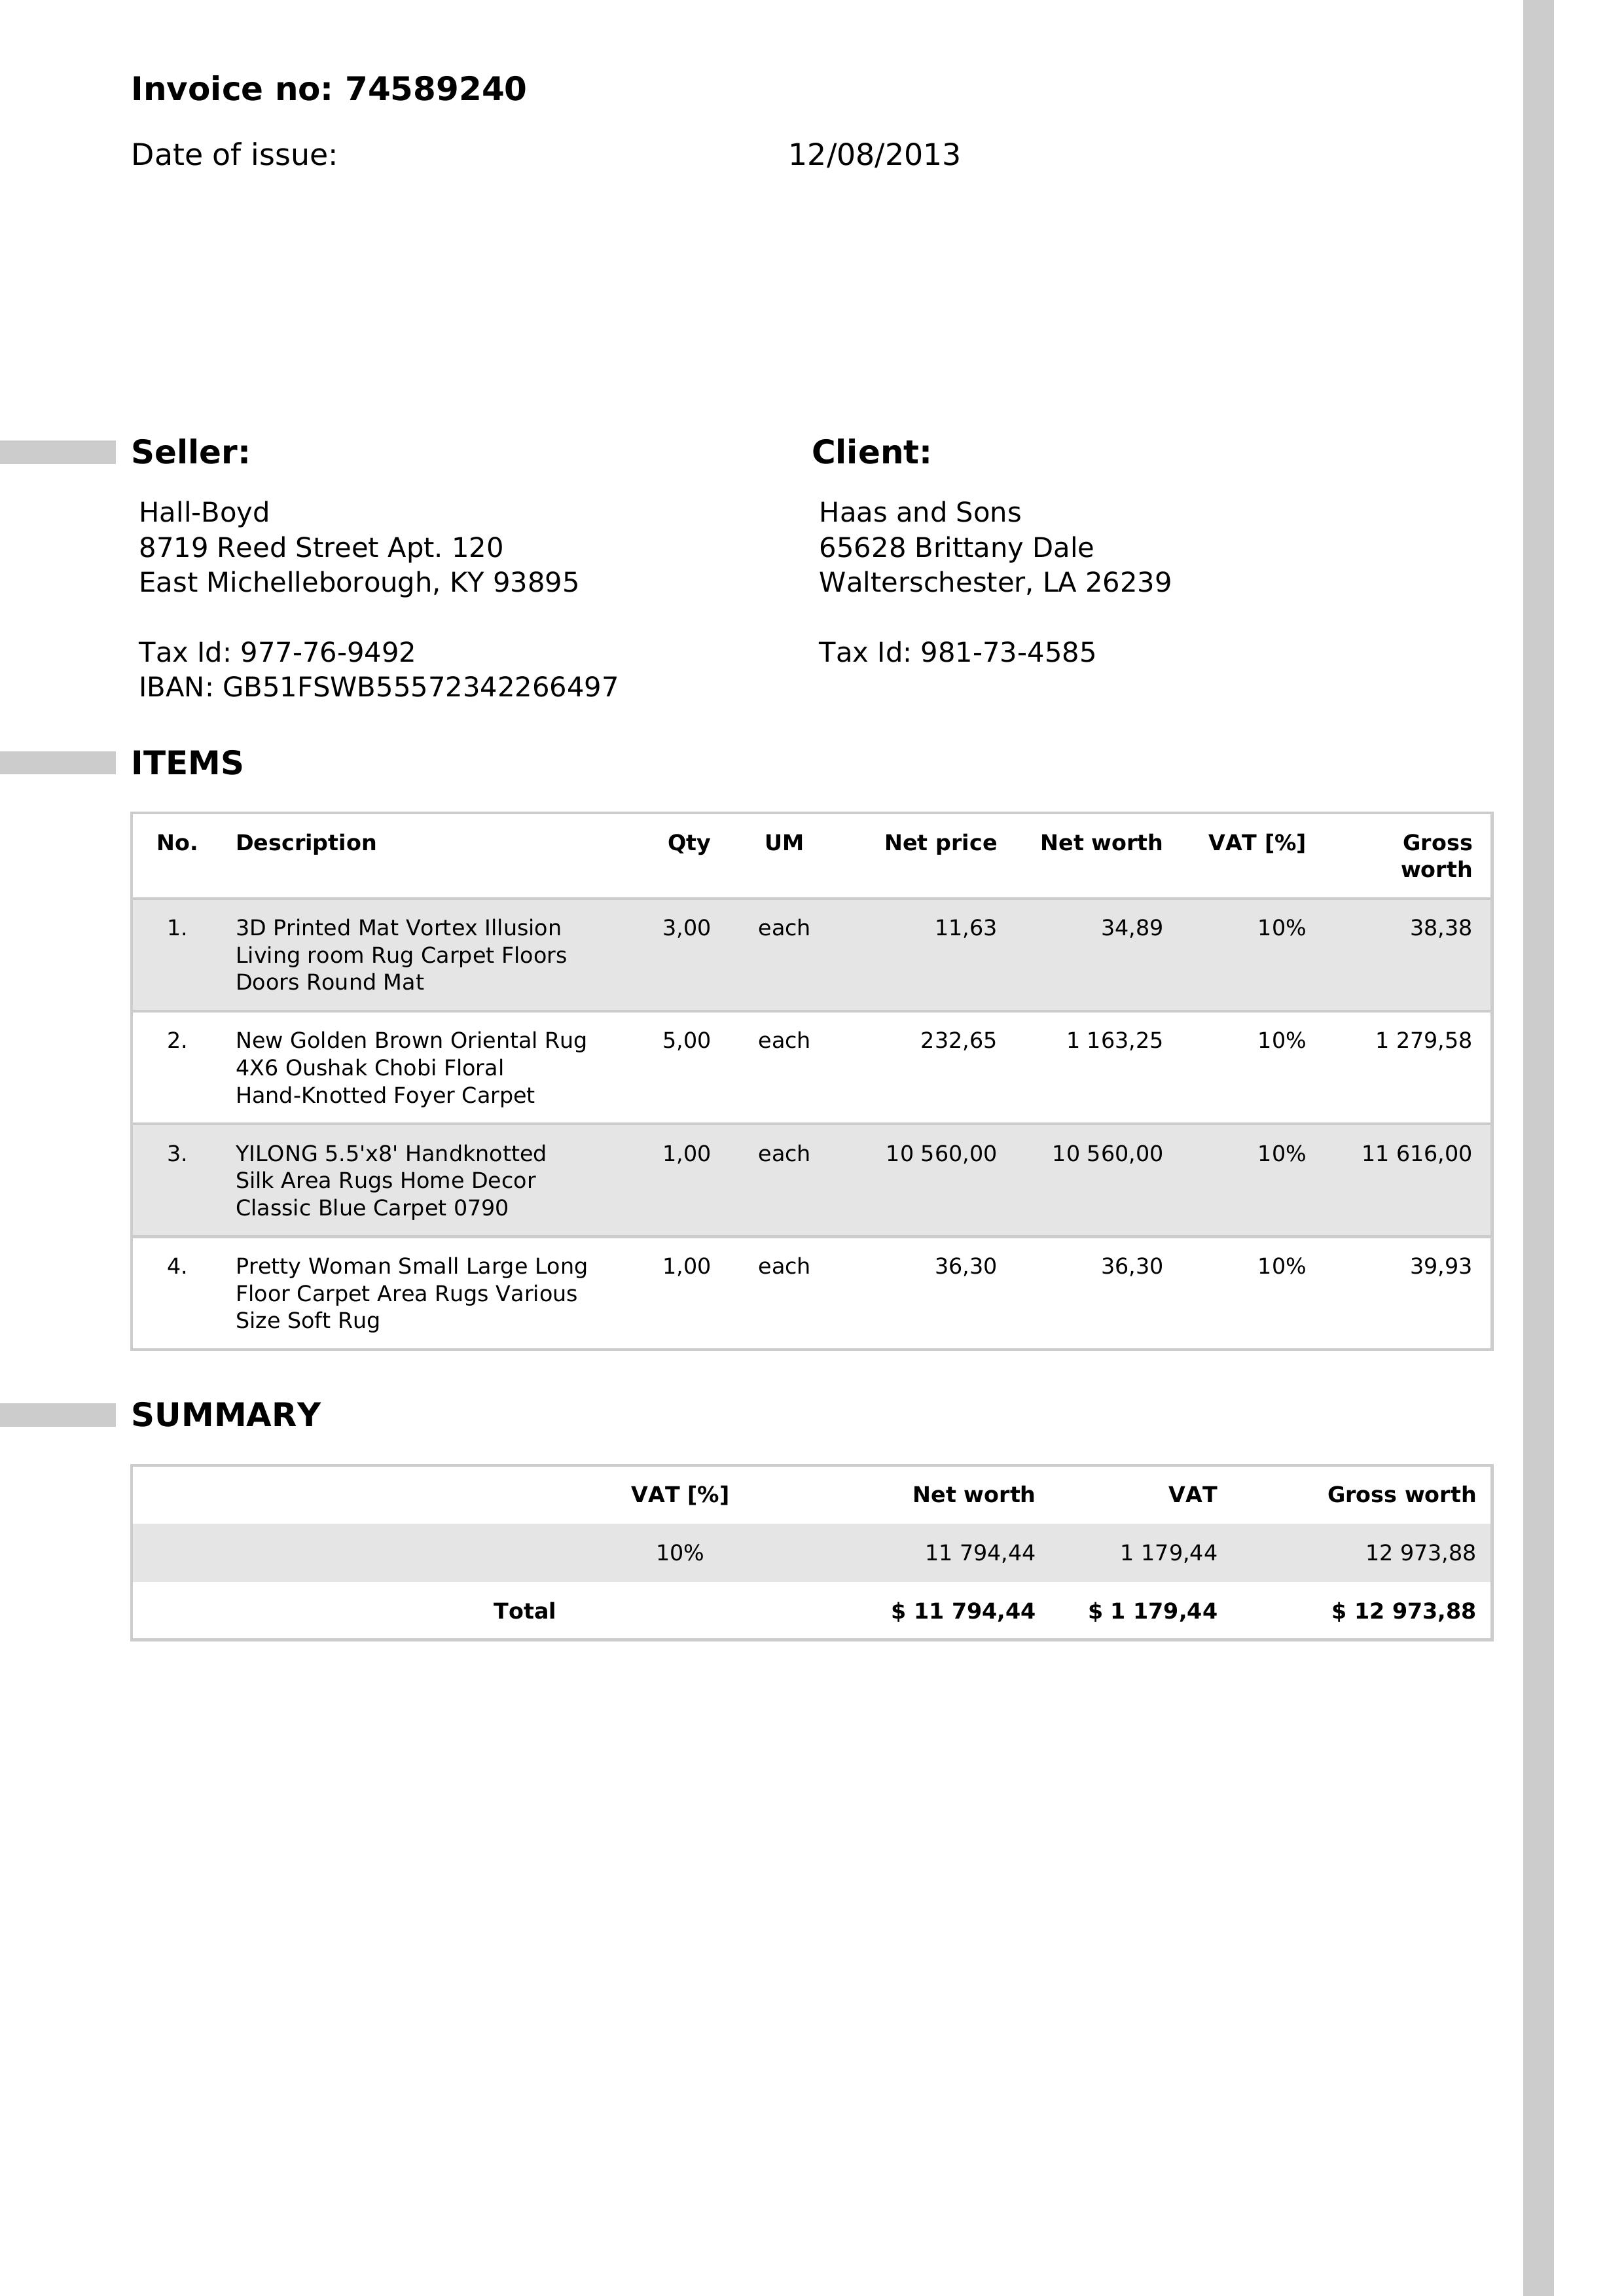 Invoice no: 74589240
Date of issue: 12/08/2013
Seller:
Hall-Boyd
8719 Reed Street Apt. 120
East Michelleborough, KY 93895
Tax Id: 977-76-9492
IBAN: GB51FSWB55572342266497
Client:
Haas and Sons
65628 Brittany Dale
Walterschester, LA 26239
Tax Id: 981-73-4585
ITEMS
No. Description Qty UM Net price Net worth VAT [%] Gross
worth
1. 3D Printed Mat Vortex Illusion 3,00 each 11,63 34,89 10% 38,38
Living room Rug Carpet Floors
Doors Round Mat
2. New Golden Brown Oriental Rug 5,00 each 232,65 1 163,25 10% 1 279,58
4X6 Oushak Chobi Floral
Hand-Knotted Foyer Carpet
3. YILONG 5.5'x8' Handknotted 1,00 each 10 560,00 10 560,00 10% 11 616,00
Silk Area Rugs Home Decor
Classic Blue Carpet 0790
4. Pretty Woman Small Large Long 1,00 each 36,30 36,30 10% 39,93
Floor Carpet Area Rugs Various
Size Soft Rug
SUMMARY
VAT [%] Net worth VAT Gross worth
10% 11 794,44 1 179,44 12 973,88
Total $ 11 794,44 $ 1 179,44 $ 12 973,88